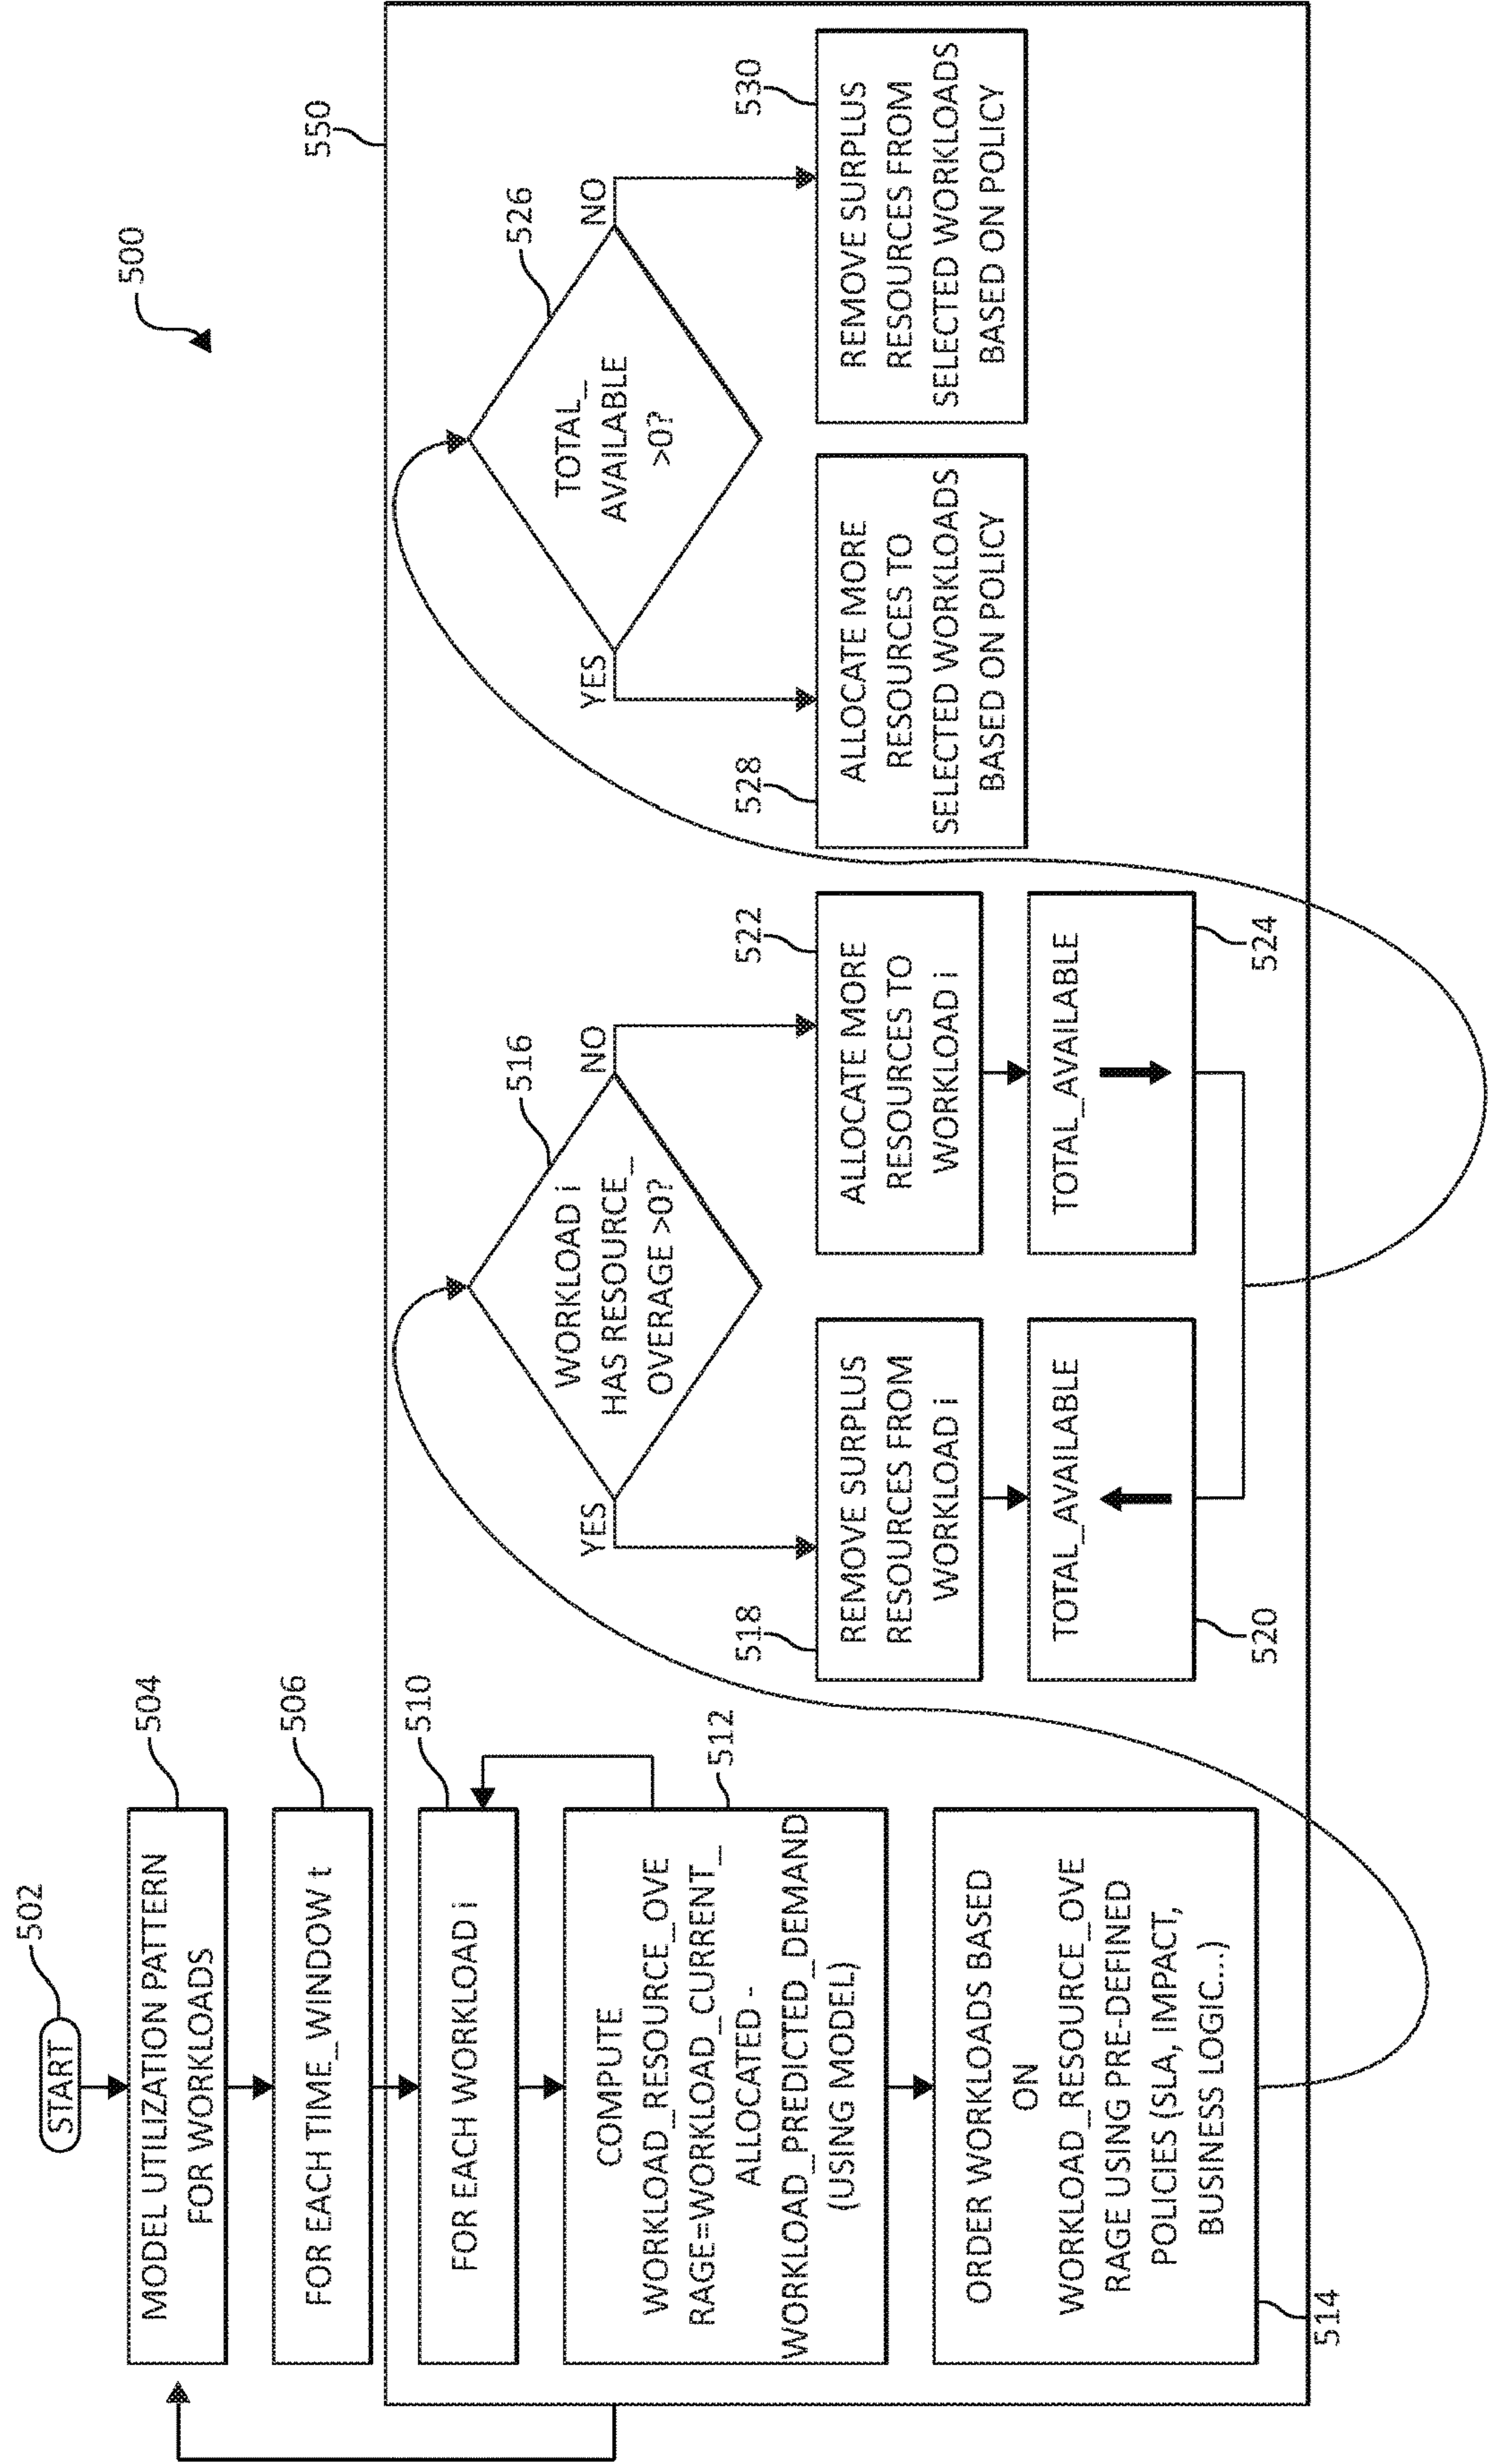 500
START
502
MODEL UTILIZATION PATTERN
FOR WORKLOADS
504
FOR EACH TIME_WINDOW t
506
550
FOR EACH WORKLOAD i
510
COMPUTE
WORKLOAD_RESOURCE_OVE
RAGE=WORKLOAD_CURRENT_
ALLOCATED -
WORKLOAD_PREDICTED_DEMAND
(USING MODEL)
512
ORDER WORKLOADS BASED
ON
WORKLOAD_RESOURCE_OVE
RAGE USING PRE-DEFINED
POLICIES (SLA, IMPACT,
BUSINESS LOGIC...)
514
WORKLOAD i
HAS RESOURCE_
OVERAGE >0?
516
YES
NO
518
REMOVE SURPLUS
RESOURCES FROM
WORKLOAD i
TOTAL_AVAILABLE
520
522
ALLOCATE MORE
RESOURCES TO
WORKLOAD i
TOTAL_AVAILABLE
524
TOTAL_
AVAILABLE
>0?
526
YES
NO
528
ALLOCATE MORE
RESOURCES TO
SELECTED WORKLOADS
BASED ON POLICY
530
REMOVE SURPLUS
RESOURCES FROM
SELECTED WORKLOADS
BASED ON POLICY